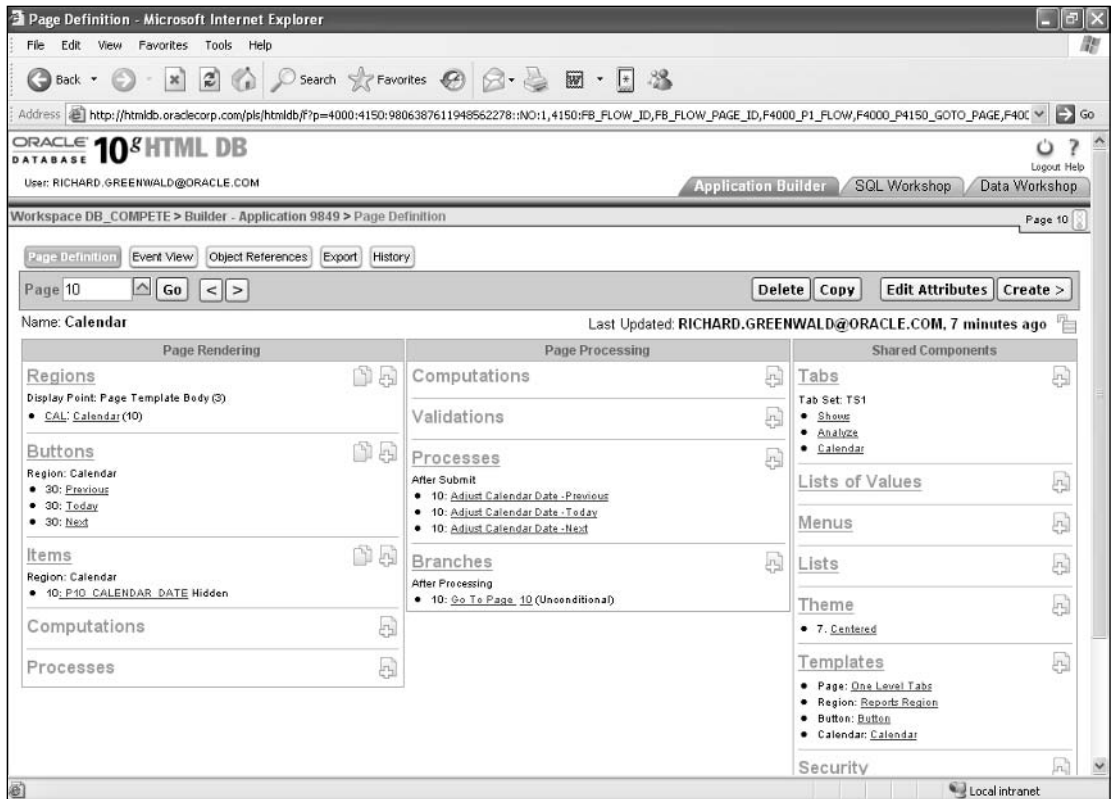 Page Definition - Microsoft Internet Explorer
File Edit View Favorites Tools Help
Back Search Favorites
Address http://htmldb.oraclecorp.com/pls/htmldb/f?p=4000:4150:9806387611948562278::NO:1,4150:FB_FLOW_ID,FB_FLOW_PAGE_ID,F4000_P1_FLOW,F4000_P4150_GOTO_PAGE,F400 Go
ORACLE DATABASE 10g HTML DB
Logout Help
User: RICHARD.GREENWALD@ORACLE.COM
Application Builder SQL Workshop Data Workshop
Workspace DB_COMPETE > Builder - Application 9849 > Page Definition
Page 10
Page Definition Event View Object References Export History
Page 10 Go < > Delete Copy Edit Attributes Create >
Name: Calendar Last Updated: RICHARD.GREENWALD@ORACLE.COM, 7 minutes ago
Page Rendering
Regions
Display Point: Page Template Body (3)
• CAL: Calendar (10)
Buttons
Region: Calendar
• 30: Previous
• 30: Today
• 30: Next
Items
Region: Calendar
• 10: P10_CALENDAR_DATE Hidden
Computations
Processes
Page Processing
Computations
Validations
Processes
After Submit
• 10: Adjust Calendar Date -Previous
• 10: Adjust Calendar Date -Today
• 10: Adjust Calendar Date -Next
Branches
After Processing
• 10: Go To Page 10 (Unconditional)
Shared Components
Tabs
Tab Set: TS1
• Shows
• Analyze
• Calendar
Lists of Values
Menus
Lists
Theme
• 7. Centered
Templates
• Page: One Level Tabs
• Region: Reports Region
• Button: Button
• Calendar: Calendar
Security
Local intranet